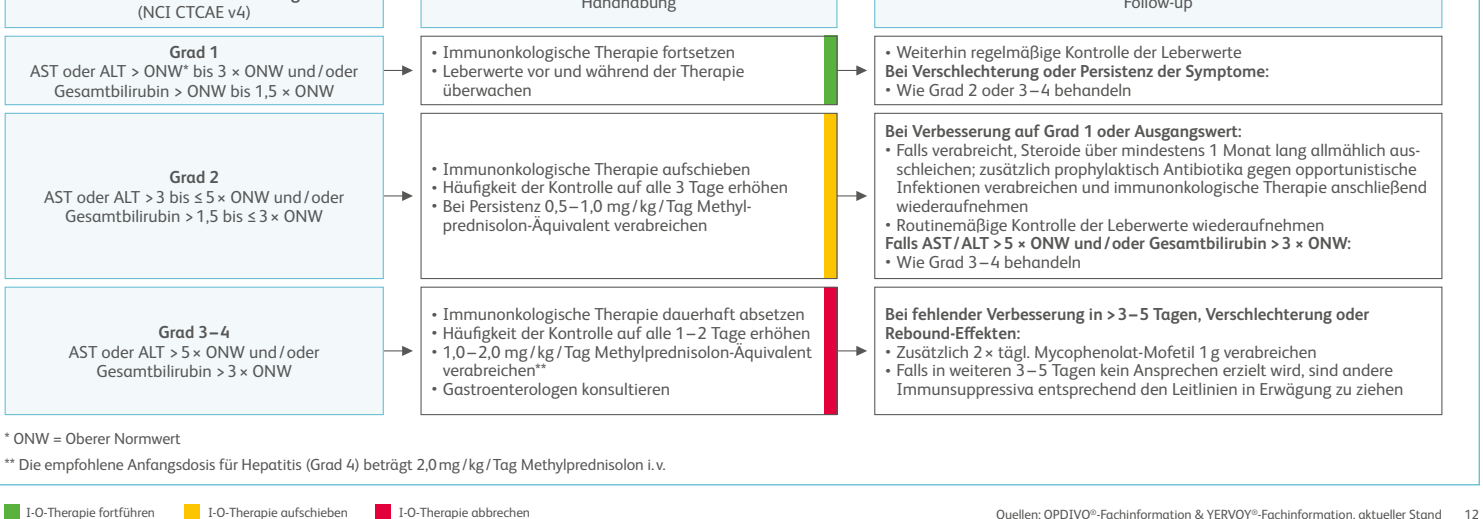 (NCI CTCAE v4)
Handhabung
Follow-up
Grad 1
AST oder ALT > ONW* bis 3 × ONW und/oder
Gesamtbilirubin > ONW bis 1,5 × ONW
• Immunonkologische Therapie fortsetzen
• Leberwerte vor und während der Therapie
überwachen
• Weiterhin regelmäßige Kontrolle der Leberwerte
Bei Verschlechterung oder Persistenz der Symptome:
• Wie Grad 2 oder 3–4 behandeln
Grad 2
AST oder ALT > 3 bis ≤ 5 × ONW und/oder
Gesamtbilirubin > 1,5 bis ≤ 3 × ONW
• Immunonkologische Therapie aufschieben
• Häufigkeit der Kontrolle auf alle 3 Tage erhöhen
• Bei Persistenz 0,5–1,0 mg/kg/Tag Methyl-
prednisolon-Äquivalent verabreichen
Bei Verbesserung auf Grad 1 oder Ausgangswert:
• Falls verabreicht, Steroide über mindestens 1 Monat lang allmählich aus-
schleichen; zusätzlich prophylaktisch Antibiotika gegen opportunistische
Infektionen verabreichen und immunonkologische Therapie anschließend
wiederaufnehmen
• Routinemäßige Kontrolle der Leberwerte wiederaufnehmen
Falls AST/ALT > 5 × ONW und/oder Gesamtbilirubin > 3 × ONW:
• Wie Grad 3–4 behandeln
Grad 3–4
AST oder ALT > 5 × ONW und/oder
Gesamtbilirubin > 3 × ONW
• Immunonkologische Therapie dauerhaft absetzen
• Häufigkeit der Kontrolle auf alle 1–2 Tage erhöhen
• 1,0–2,0 mg/kg/Tag Methylprednisolon-Äquivalent
verabreichen**
• Gastroenterologen konsultieren
Bei fehlender Verbesserung in > 3–5 Tagen, Verschlechterung oder
Rebound-Effekten:
• Zusätzlich 2 × tägl. Mycophenolat-Mofetil 1 g verabreichen
• Falls in weiteren 3–5 Tagen kein Ansprechen erzielt wird, sind andere
Immunsuppressiva entsprechend den Leitlinien in Erwägung zu ziehen
* ONW = Oberer Normwert
** Die empfohlene Anfangsdosis für Hepatitis (Grad 4) beträgt 2,0 mg/kg/Tag Methylprednisolon i.v.
I-O-Therapie fortführen I-O-Therapie aufschieben I-O-Therapie abbrechen
Quellen: OPDIVO®-Fachinformation & YERVOY®-Fachinformation, aktueller Stand 12